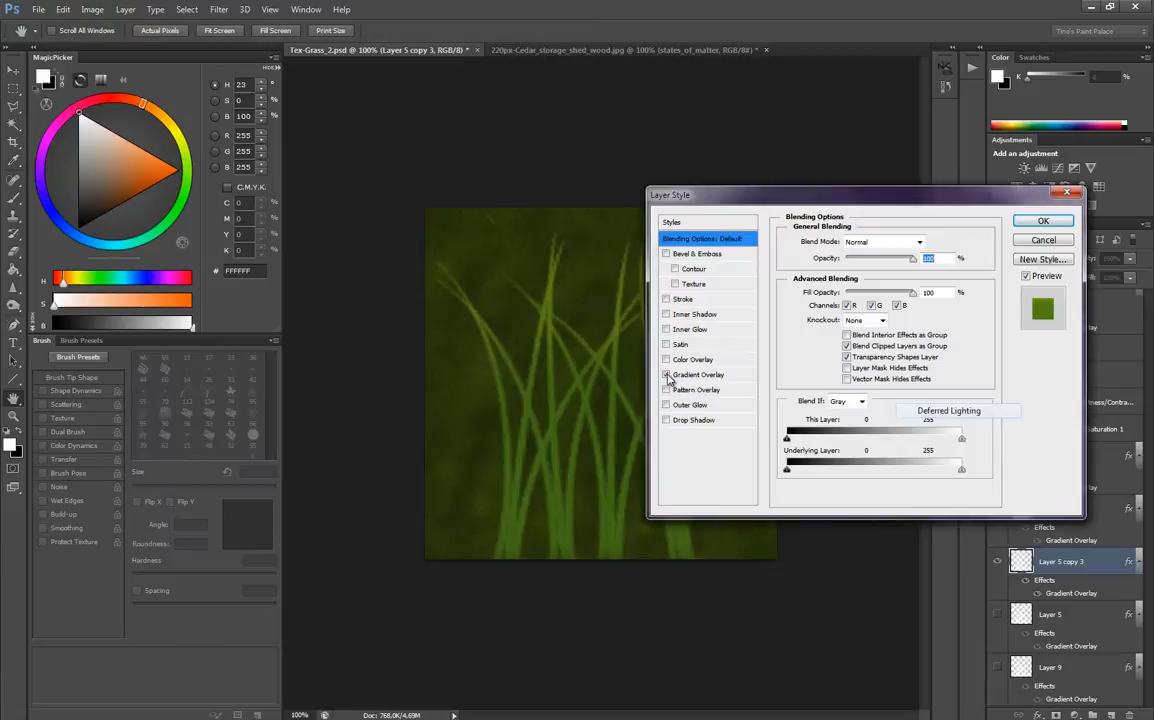 Ps File Edit Image Layer Type Select Filter 3D View Window Help
Scroll All Windows Actual Pixels Fit Screen Fill Screen Print Size Tino's Paint Palace
Tex-Grass_2.psd @ 100% (Layer 5 copy 3, RGB/8) * × 220px-Cedar_storage_shed_wood.jpg @ 100% (states_of_matter, RGB/8#) * ×
MagicPicker
HIDE
H 23 °
S 0 %
B 100 %
R 255
G 255
B 255
C.M.Y.K.
C 0
M 0
Y 0
K 0
# FFFFFF
H
S
B
Brush Brush Presets
Brush Presets
Brush Tip Shape
Shape Dynamics
Scattering
Texture
Dual Brush
Color Dynamics
Transfer
Brush Pose
Noise
Wet Edges
Build-up
Smoothing
Protect Texture
Size
Flip X Flip Y
Angle:
Roundness:
Hardness
Spacing
Layer Style
Styles
Blending Options: Default
Bevel & Emboss
Contour
Texture
Stroke
Inner Shadow
Inner Glow
Satin
Color Overlay
Gradient Overlay
Pattern Overlay
Outer Glow
Drop Shadow
Blending Options
General Blending
Blend Mode: Normal
Opacity: 100 %
Advanced Blending
Fill Opacity: 100 %
Channels: R G B
Knockout: None
Blend Interior Effects as Group
Blend Clipped Layers as Group
Transparency Shapes Layer
Layer Mask Hides Effects
Vector Mask Hides Effects
Blend If: Gray
Deferred Lighting
This Layer: 0 255
Underlying Layer: 0 255
OK
Cancel
New Style...
Preview
Color Swatches
K %
Adjustments
Add an adjustment
Saturation 1
Effects
Gradient Overlay
Layer 5 copy 3 fx
Effects
Gradient Overlay
Layer 5 fx
Effects
Gradient Overlay
Layer 9 fx
Effects
Gradient Overlay
100% Doc: 768.0K/4.69M